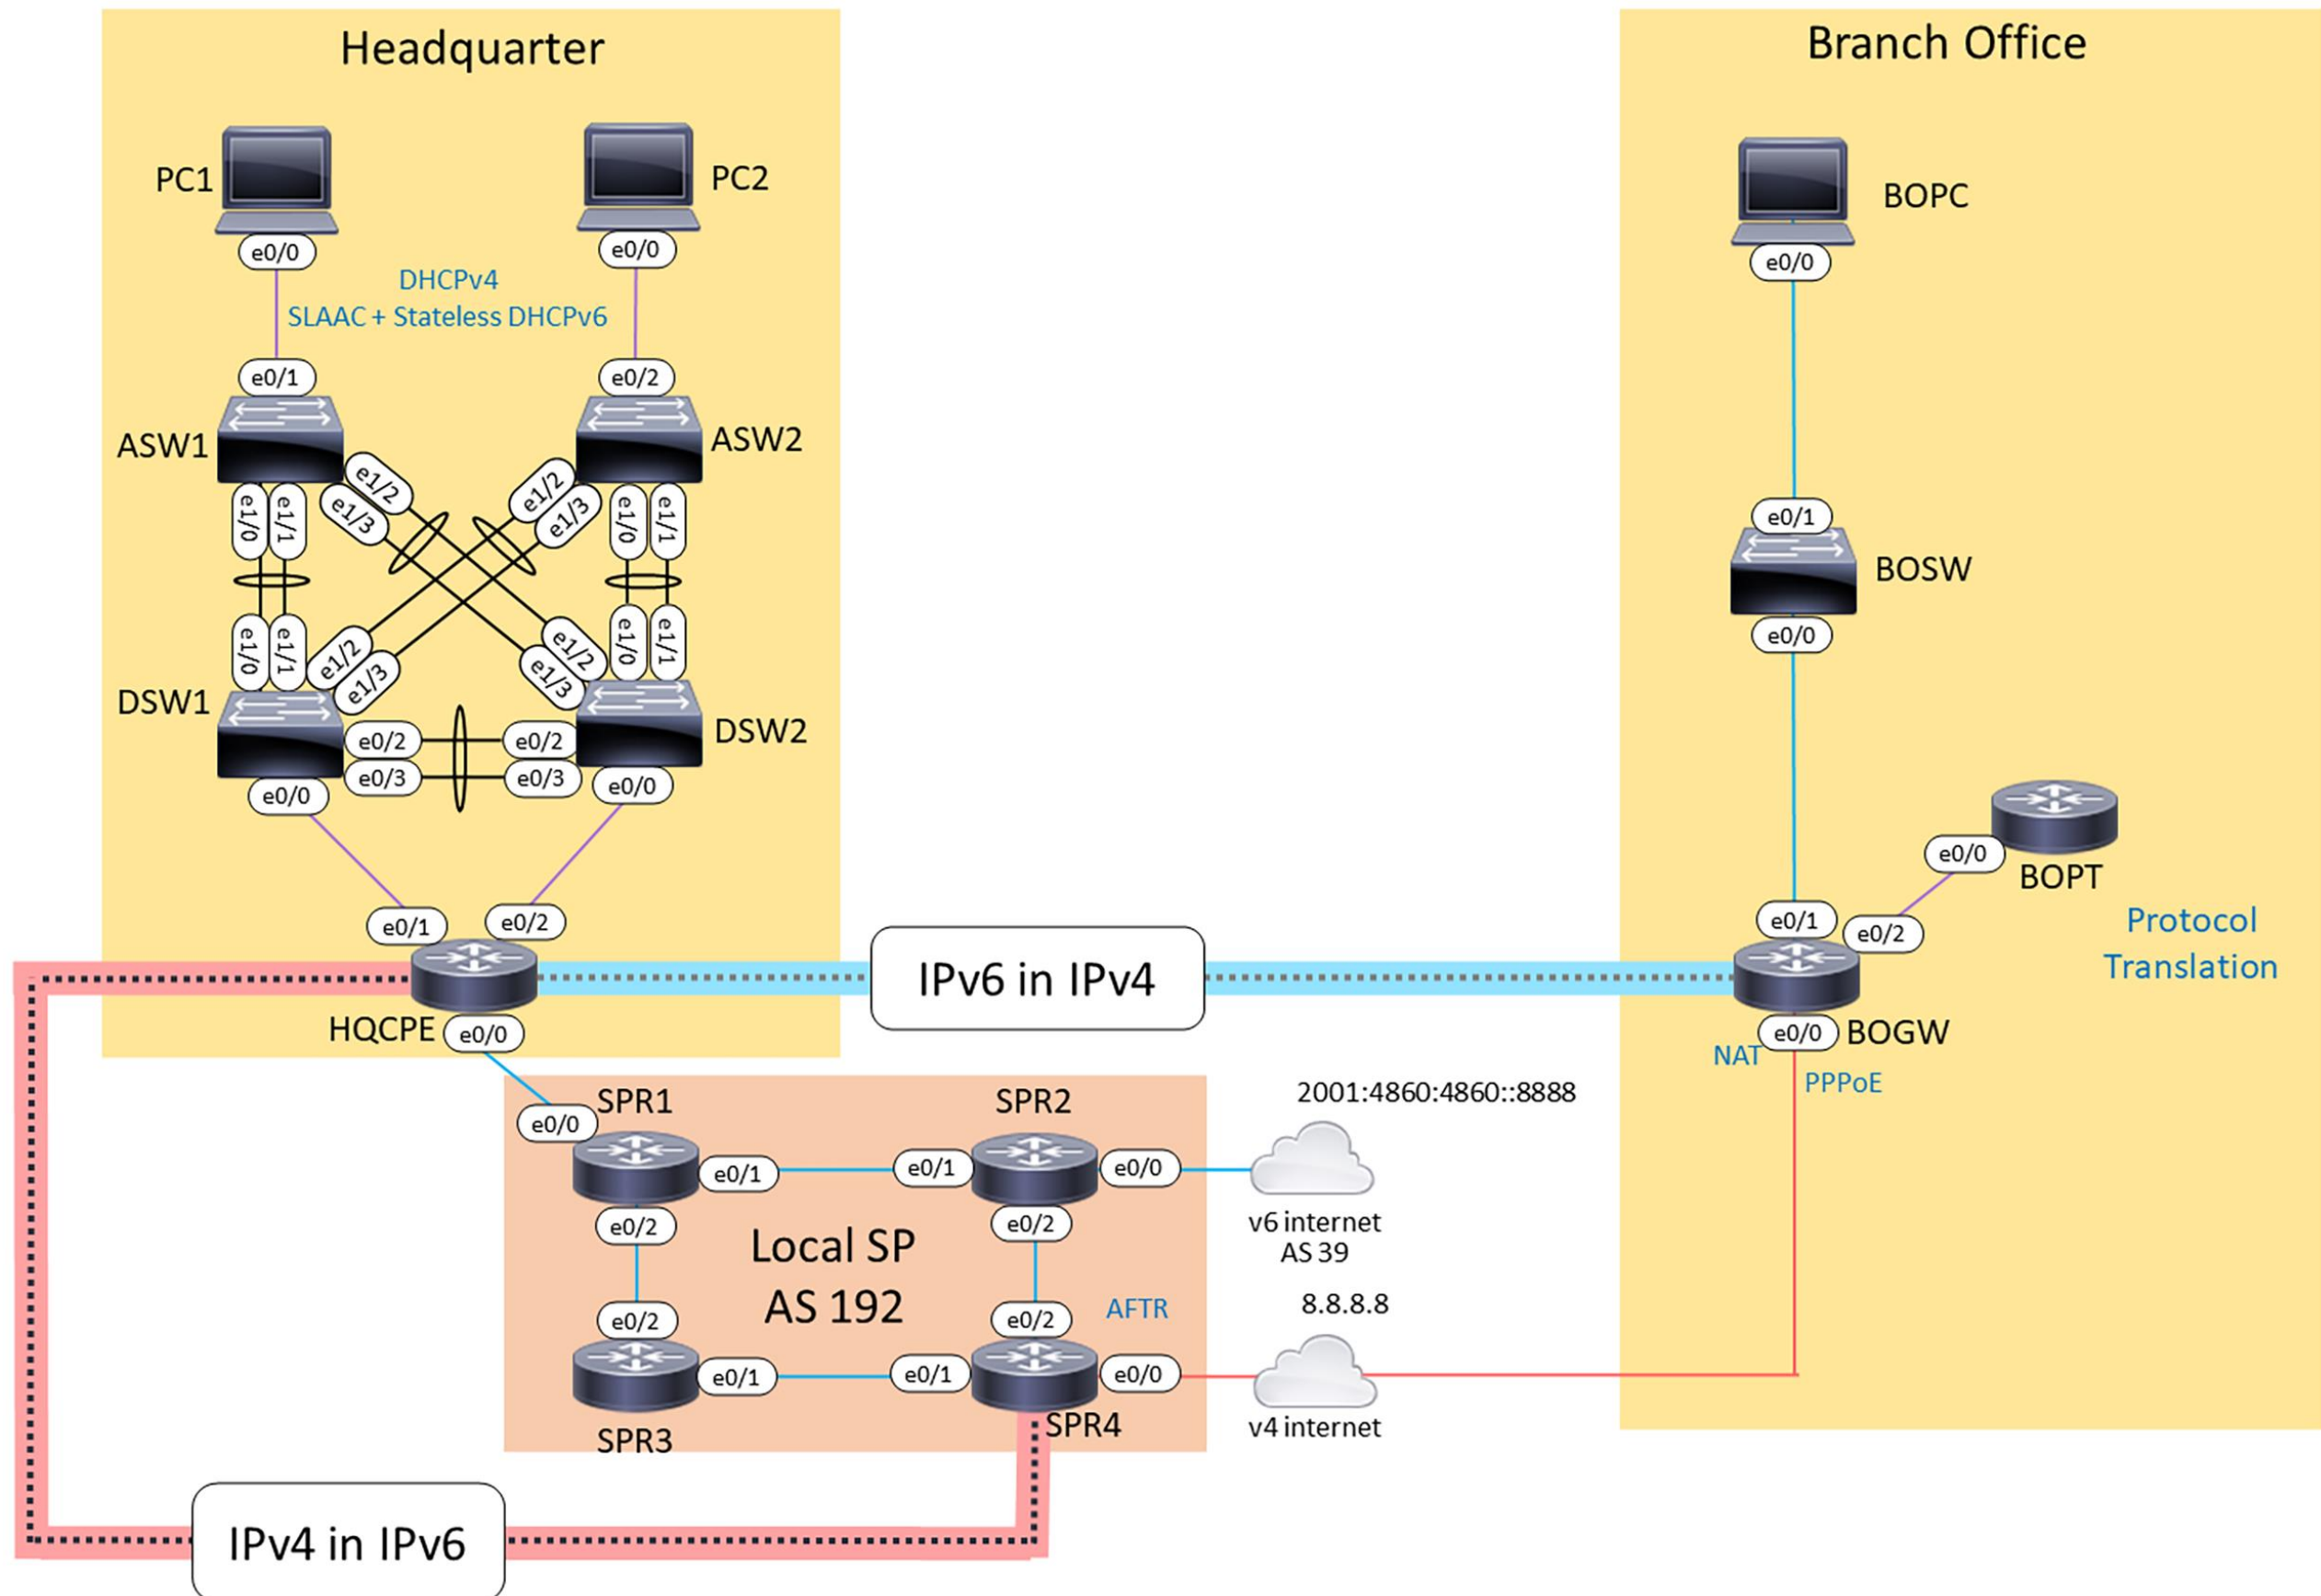 Headquarter
Branch Office
PC1
PC2
BOPC
e0/0
e0/0
e0/0
DHCPv4
SLAAC + Stateless DHCPv6
e0/1
e0/2
ASW1
ASW2
e1/2
e1/3
e1/2
e1/3
e1/0
e1/1
e1/0
e1/1
e0/1
BOSW
e0/0
e1/0
e1/1
e1/2
e1/3
e1/2
e1/3
e1/0
e1/1
DSW1
DSW2
e0/2
e0/2
e0/3
e0/3
e0/0
e0/0
e0/0
BOPT
e0/1
e0/2
e0/1
e0/2
Protocol
Translation
IPv6 in IPv4
HQCPE
e0/0
e0/0
BOGW
NAT
PPPoE
SPR1
SPR2
2001:4860:4860::8888
e0/0
e0/1
e0/1
e0/0
e0/2
e0/2
v6 internet
AS 39
Local SP
AS 192
AFTR
8.8.8.8
e0/2
e0/2
e0/1
e0/1
e0/0
SPR3
SPR4
v4 internet
IPv4 in IPv6